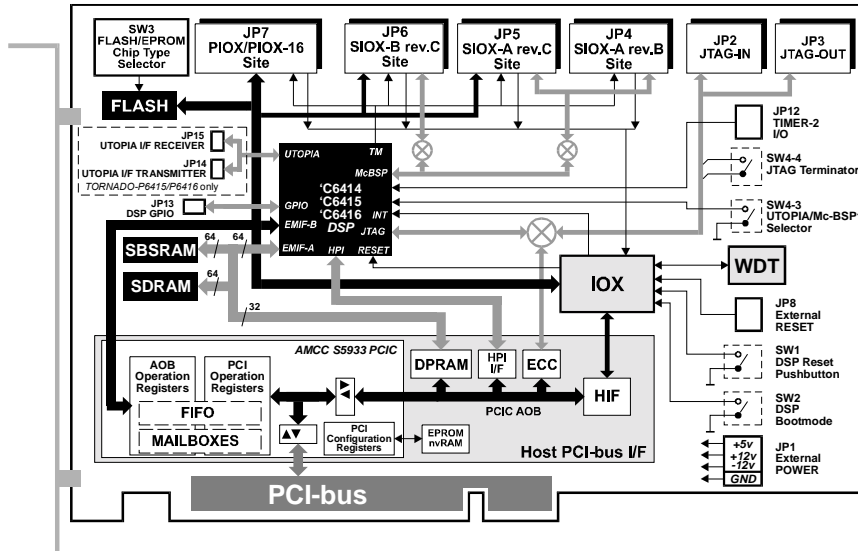 SW3
FLASH/EPROM
Chip Type
Selector
JP7
PIOX/PIOX-16
Site
JP6
SIOX-B rev.C
Site
JP5
SIOX-A rev.C
Site
JP4
SIOX-A rev.B
Site
JP2
JTAG-IN
JP3
JTAG-OUT
FLASH
JP15
UTOPIA I/F RECEIVER
JP14
UTOPIA I/F TRANSMITTER
TORNADO-P6415/P6416 only
JP13
DSP GPIO
UTOPIA
TM
McBSP
'C6414
'C6415
'C6416
DSP
GPIO
INT
EMIF-B
JTAG
EMIF-A
HPI
RESET
JP12
TIMER-2
I/O
SW4-4
JTAG Terminator
SW4-3
UTOPIA/Mc-BSP
Selector
SBSRAM
64
64
SDRAM
64
32
IOX
WDT
JP8
External
RESET
SW1
DSP Reset
Pushbutton
SW2
DSP
Bootmode
AMCC S5933 PCIC
AOB
Operation
Registers
PCI
Operation
Registers
FIFO
MAILBOXES
DPRAM
HPI
I/F
ECC
HIF
PCIC AOB
PCI
Configuration
Registers
EPROM
nvRAM
Host PCI-bus I/F
+5v
+12v
-12v
GND
JP1
External
POWER
PCI-bus